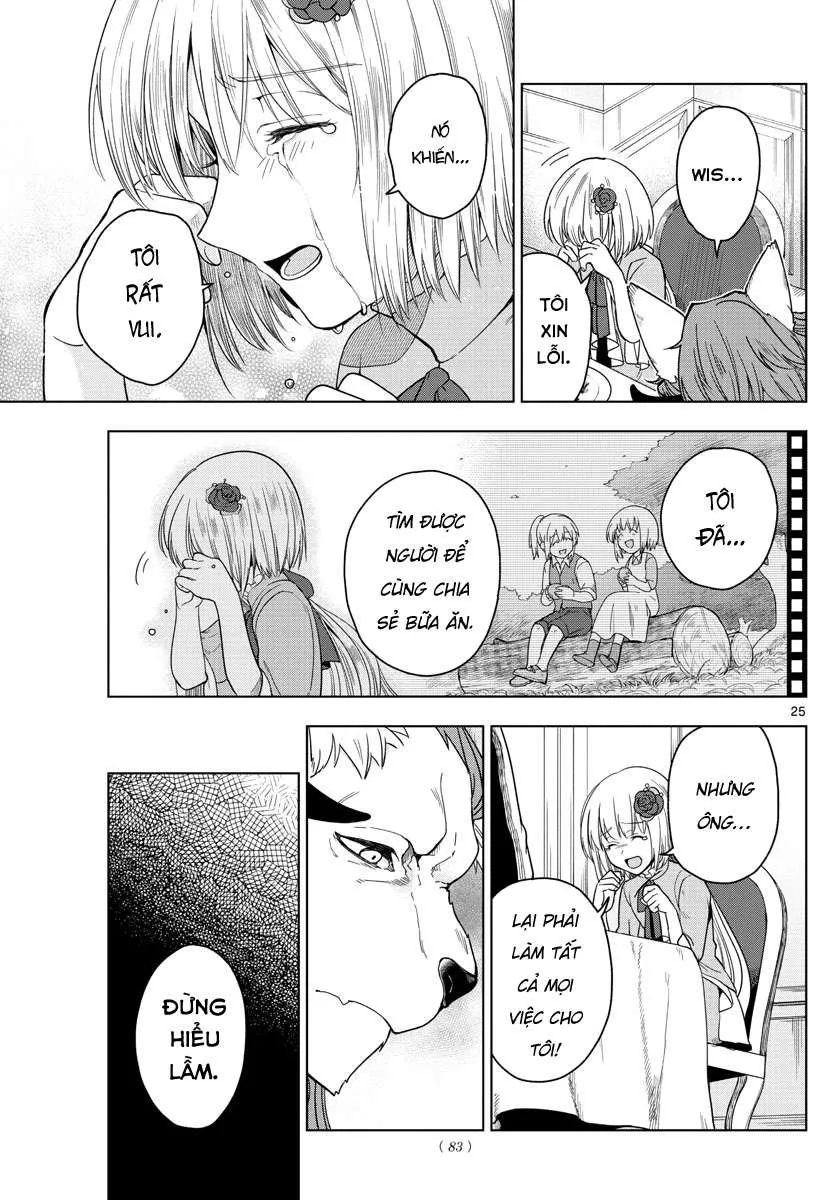 WIS...
TÔI
XIN
LỖI.
NÓ
KHIẾN...
TÔI
RẤT
VUI.
TÔI
ĐÃ...
TÌM ĐƯỢC
NGƯỜI ĐỂ
CÙNG CHIA
SẺ BỮA ĂN.
25
NHƯNG
ÔNG...
LẠI PHẢI
LÀM TẤT
CẢ MỌI
VIỆC CHO
TÔI!
ĐỪNG
HIỂU
LẦM.
( 83 )